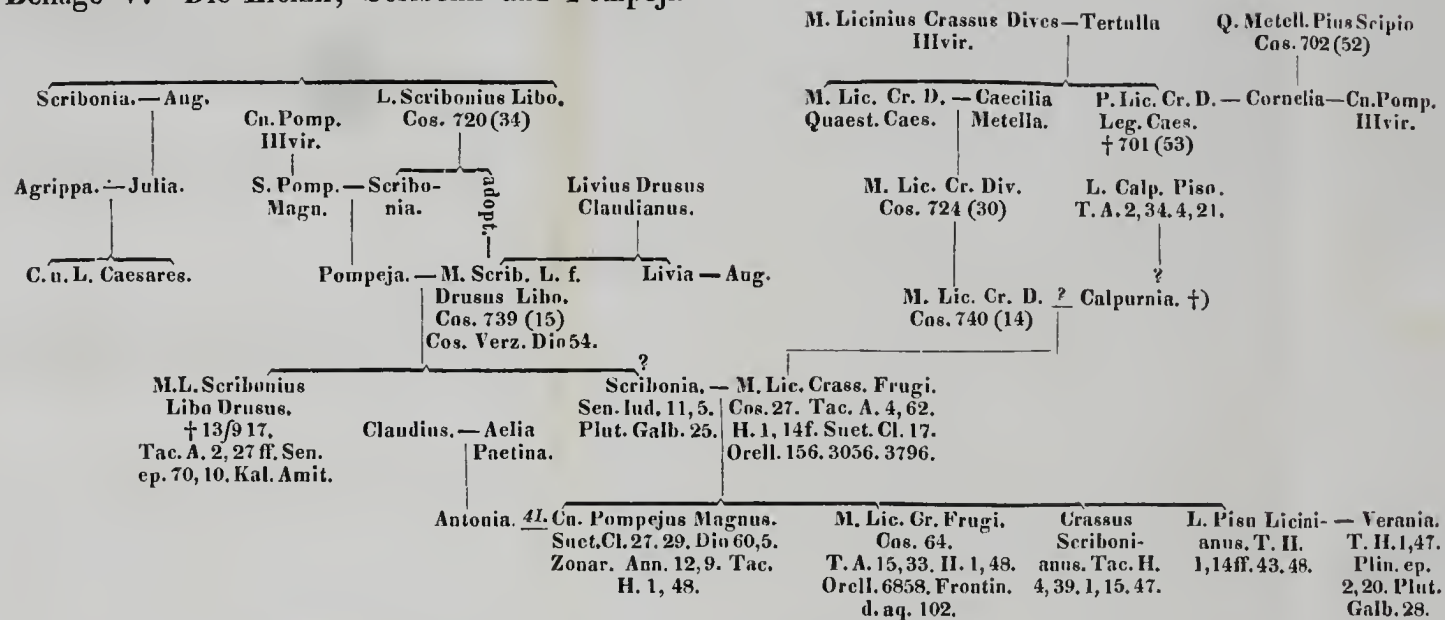 Beilage V. Die Licinii, Scribonii und Pompeji.
M. Licinius Crassus Dives—Tertulla
IIIvir.
Q. Metell. Pius Scipio
Cos. 702 (52)
Scribonia.—Aug.
L. Scribonius Libo.
Cos. 720 (34)
Cn. Pomp.
IIIvir.
M. Lic. Cr. D. — Caecilia
Quaest. Caes. Metella.
P. Lic. Cr. D. — Cornelia—Cn. Pomp.
Leg. Caes. IIIvir.
† 701 (53)
Agrippa.—Julia.
S. Pomp.—Scribo-
Magn. nia.
adopt.—
Livius Drusus
Claudianus.
M. Lic. Cr. Div.
Cos. 724 (30)
L. Calp. Piso.
T. A. 2, 34. 4, 21.
C. u. L. Caesares.
Pompeja. — M. Scrib. L. f.
Drusus Libo.
Cos. 739 (15)
Cos. Verz. Dio 54.
Livia — Aug.
?
M. Lic. Cr. D. ? Calpurnia. †)
Cos. 740 (14)
M. L. Scribonius
Libo Drusus.
† 13/9 17.
Tac. A. 2, 27 ff. Sen.
ep. 70, 10. Kal. Amit.
Claudius. — Aelia
Paetina.
?
Scribonia. — M. Lic. Crass. Frugi.
Sen. lud. 11, 5. Cos. 27. Tac. A. 4, 62.
Plut. Galb. 25. H. 1, 14 f. Suet. Cl. 17.
Orell. 156. 3056. 3796.
Antonia. 41. Cn. Pompejus Magnus.
Suet. Cl. 27. 29. Dio 60, 5.
Zonar. Ann. 12, 9. Tac.
H. 1, 48.
M. Lic. Cr. Frugi.
Cos. 64.
T. A. 15, 33. H. 1, 48.
Orell. 6858. Frontin.
d. aq. 102.
Crassus
Scriboni-
anus. Tac. H.
4, 39. 1, 15. 47.
L. Piso Licini- — Verania.
anus. T. H. T. H. 1, 47.
1, 14 ff. 43. 48. Plin. ep.
2, 20. Plut.
Galb. 28.